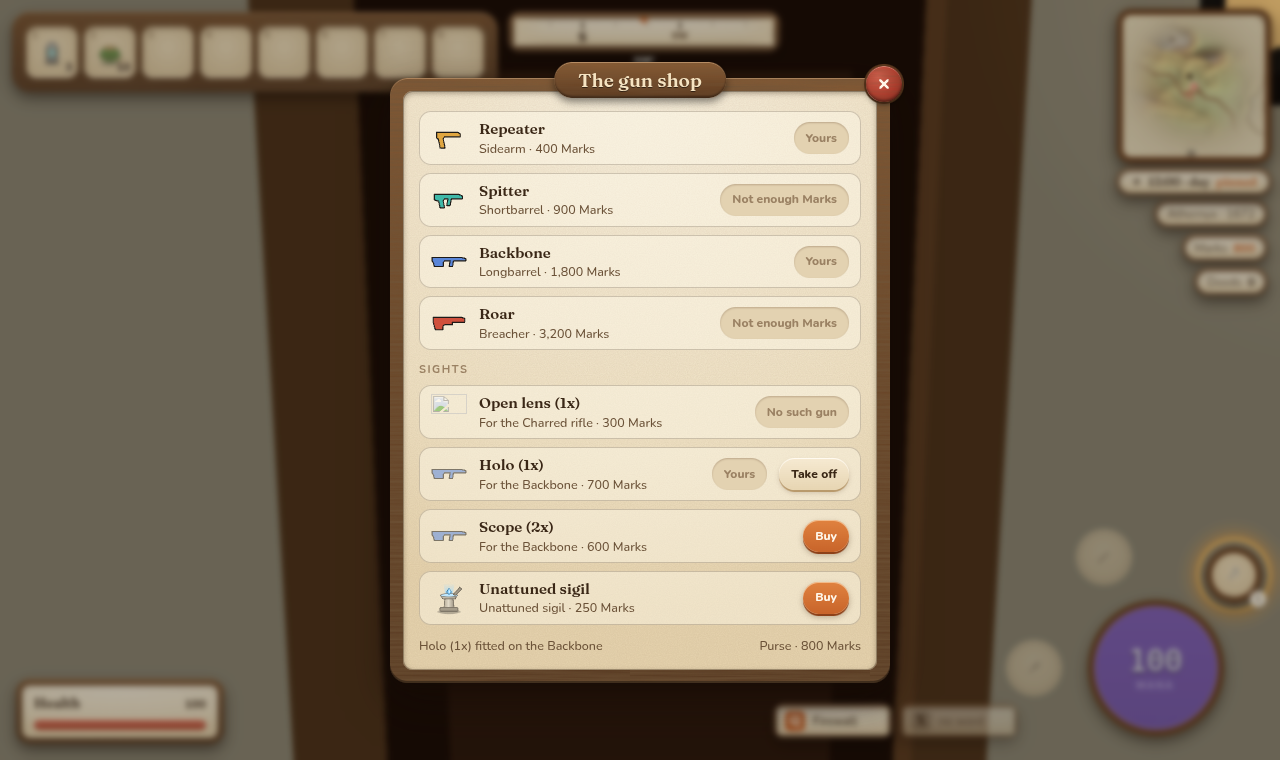 The gun shop
×
Repeater
Sidearm · 400 Marks
Yours
Spitter
Shortbarrel · 900 Marks
Not enough Marks
Backbone
Longbarrel · 1,800 Marks
Yours
Roar
Breacher · 3,200 Marks
Not enough Marks
SIGHTS
Open lens (1x)
For the Charred rifle · 300 Marks
No such gun
Holo (1x)
For the Backbone · 700 Marks
Yours
Take off
Scope (2x)
For the Backbone · 600 Marks
Buy
Unattuned sigil
Unattuned sigil · 250 Marks
Buy
Holo (1x) fitted on the Backbone
Purse · 800 Marks
Health
100
100